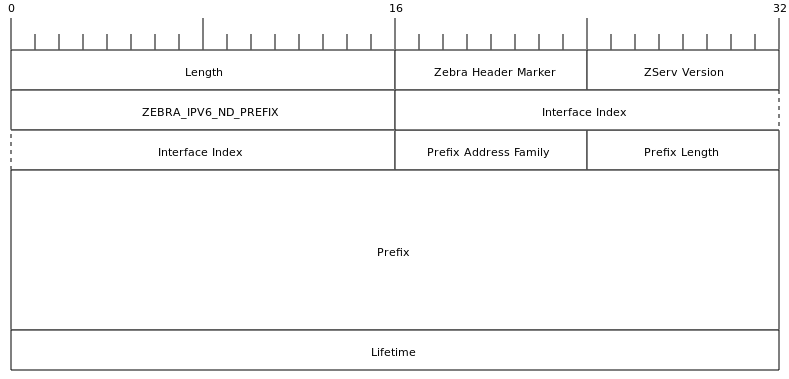 0 16 32
Length Zebra Header Marker ZServ Version
ZEBRA_IPV6_ND_PREFIX Interface Index
Interface Index Prefix Address Family Prefix Length
Prefix
Lifetime